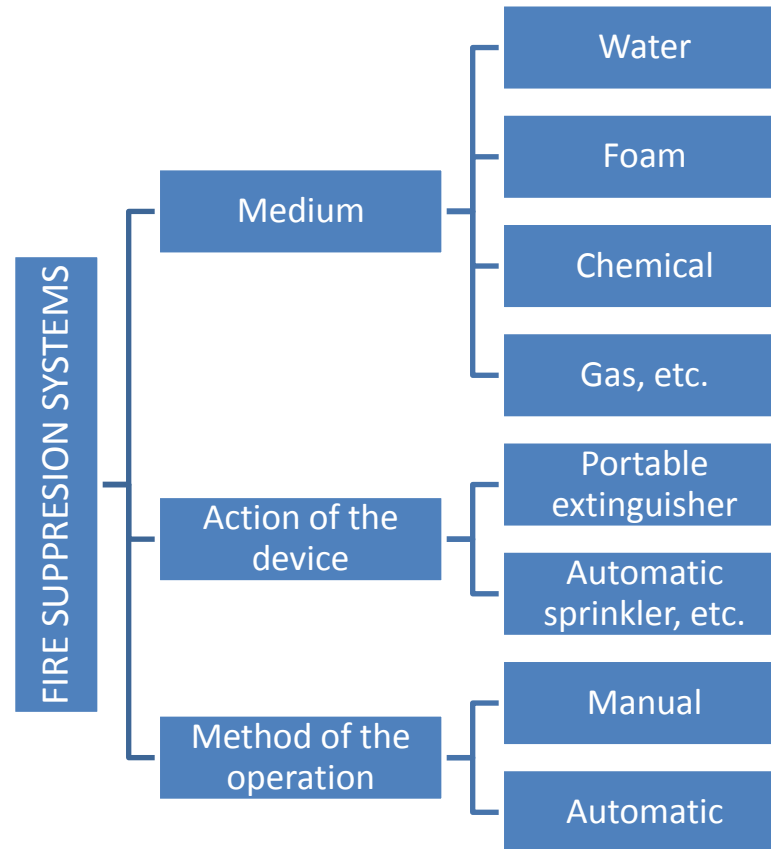 FIRE SUPPRESION SYSTEMS
Medium
Water
Foam
Chemical
Gas, etc.
Action of the
device
Portable
extinguisher
Automatic
sprinkler, etc.
Method of the
operation
Manual
Automatic